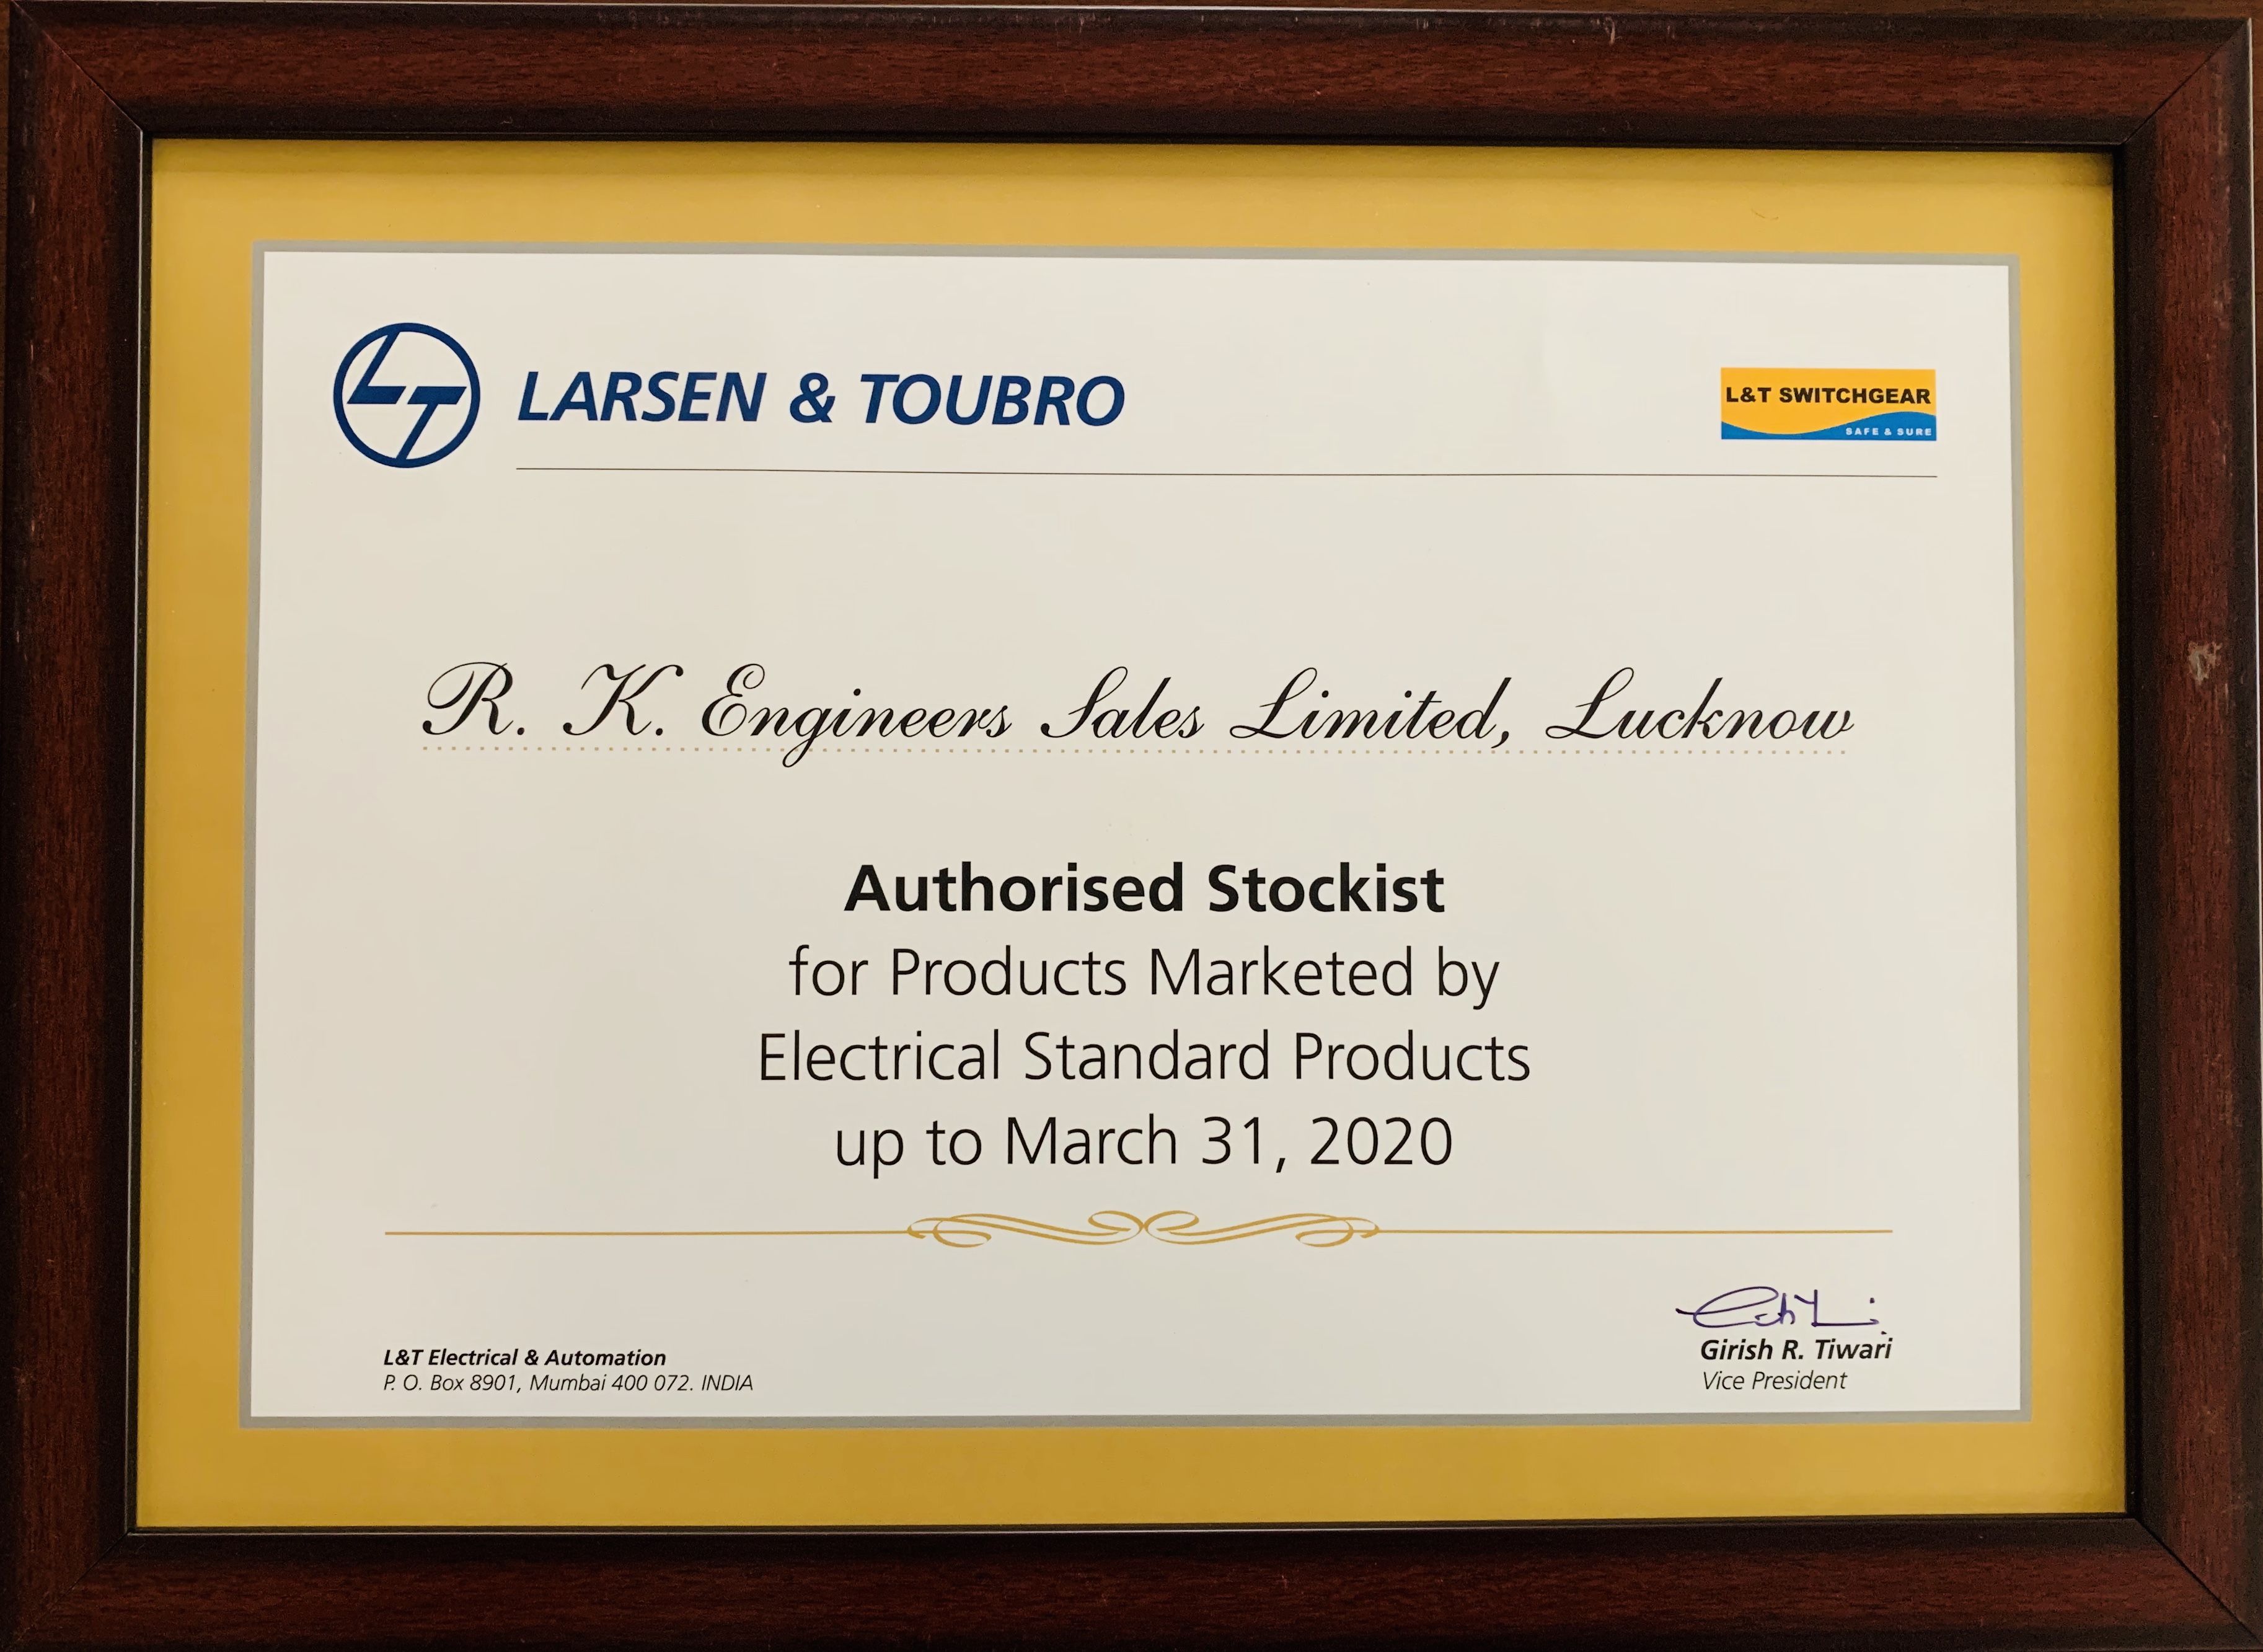 LT LARSEN & TOUBRO
L&T SWITCHGEAR
SAFE & SURE
R. K. Engineers Sales Limited, Lucknow
Authorised Stockist
for Products Marketed by
Electrical Standard Products
up to March 31, 2020
L&T Electrical & Automation
P. O. Box 8901, Mumbai 400 072. INDIA
Girish R. Tiwari
Vice President